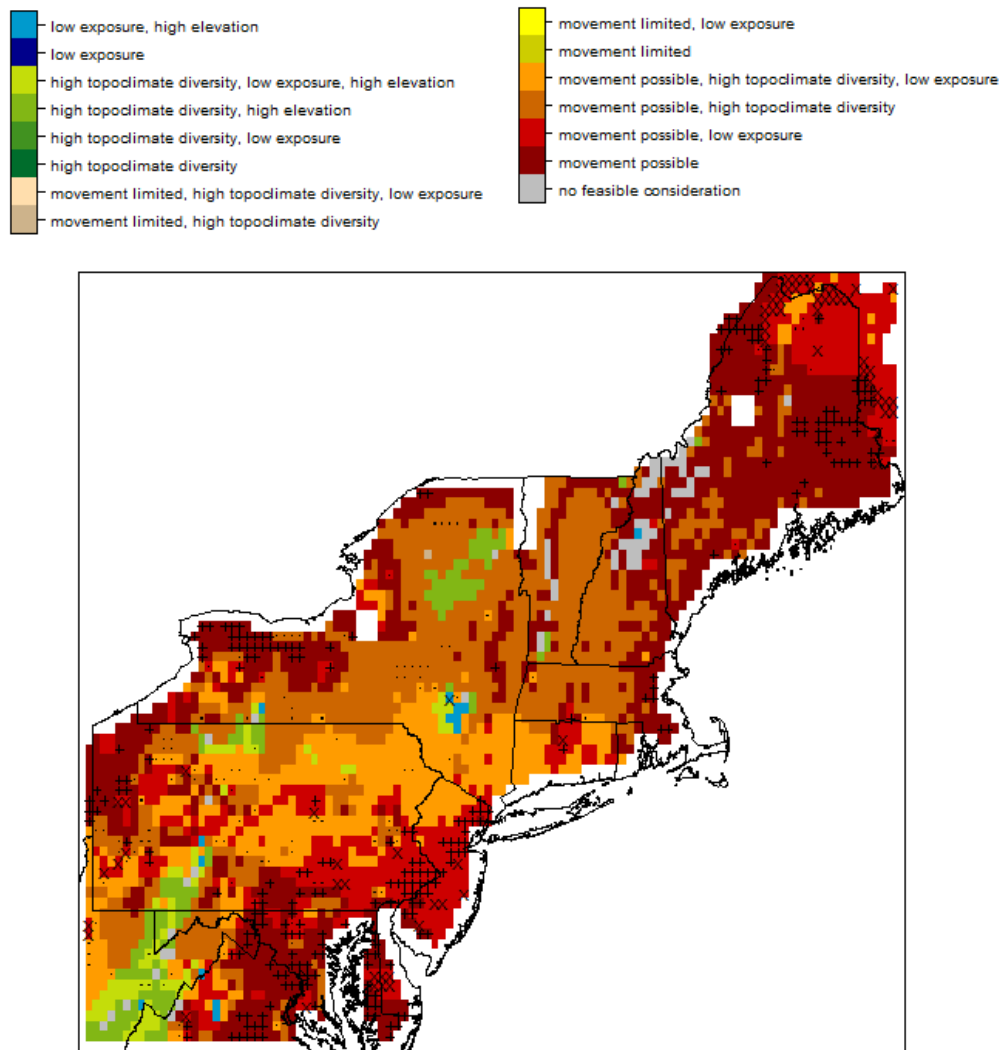 low exposure, high elevation
low exposure
high topoclimate diversity, low exposure, high elevation
high topoclimate diversity, high elevation
high topoclimate diversity, low exposure
high topoclimate diversity
movement limited, high topoclimate diversity, low exposure
movement limited, high topoclimate diversity
movement limited, low exposure
movement limited
movement possible, high topoclimate diversity, low exposure
movement possible, high topoclimate diversity
movement possible, low exposure
movement possible
no feasible consideration